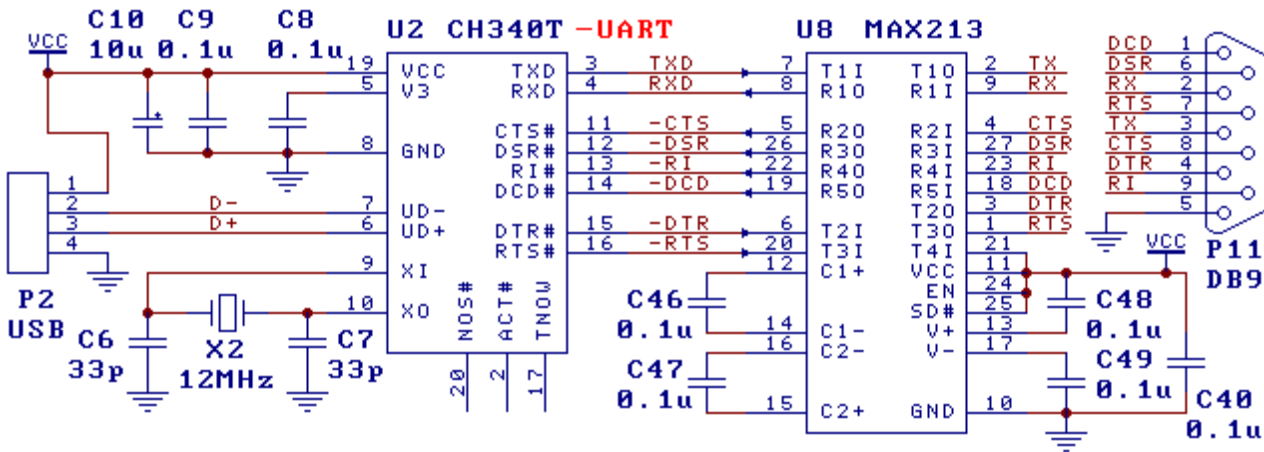 C10 C9 C8 U2 CH340T -UART U8 MAX213
VCC 10u 0.1u 0.1u
DCD 1
DSR 6
RX 2
RTS 7
TX 3
CTS 8
DTR 4
RI 9
5
P11
DB9
19 VCC TXD 3 TXD 7 T1I T1O 2 TX
5 V3 RXD 4 RXD 8 R1O R1I 9 RX
CTS# 11 -CTS 5 R2O R2I 4 CTS
8 GND DSR# 12 -DSR 26 R3O R3I 27 DSR
RI# 13 -RI 22 R4O R4I 23 RI
DCD# 14 -DCD 19 R5O R5I 18 DCD
T2O 3 DTR
DTR# 15 -DTR 6 T2I T3O 1 RTS
RTS# 16 -RTS 20 T3I T4I 21
1
2 D- 7 UD-
3 D+ 6 UD+
4
P2
USB
9 XI
10 XO
NOS# ACT# TNOW
20 2 17
C6 X2 C7
33p 12MHz 33p
12 C1+ VCC 11 VCC
EN 24
C46 SD# 25 C48
0.1u 14 C1- V+ 13 0.1u
16 C2- V- 17
C47 C49
0.1u 0.1u
15 C2+ GND 10
C40
0.1u